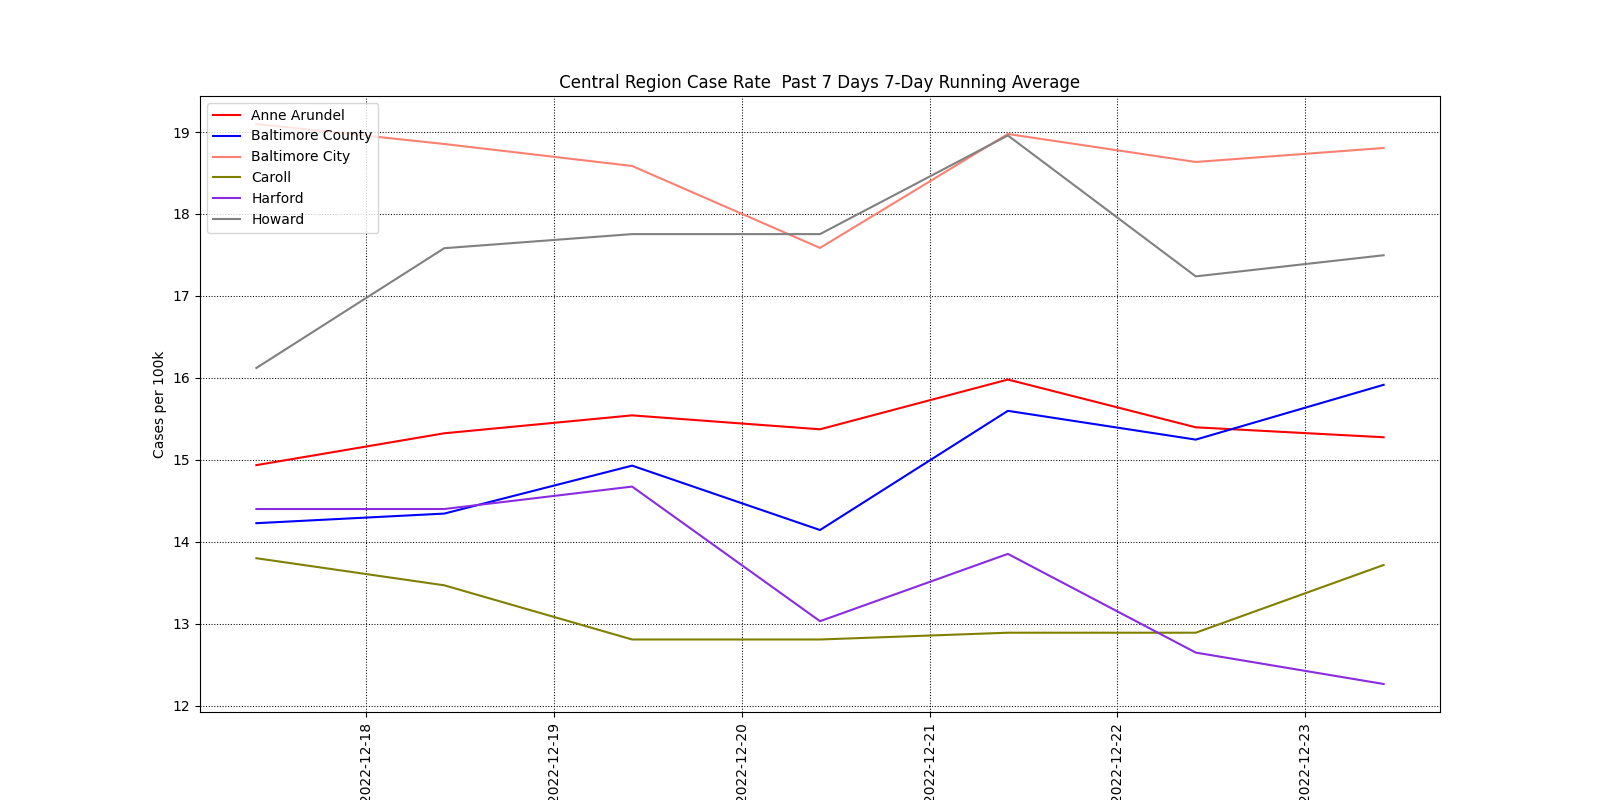 Central Region Case Rate  Past 7 Days 7-Day Running Average
Anne Arundel
Baltimore County
Baltimore City
Caroll
Harford
Howard
Cases per 100k
19
18
17
16
15
14
13
12
2022-12-18
2022-12-19
2022-12-20
2022-12-21
2022-12-22
2022-12-23